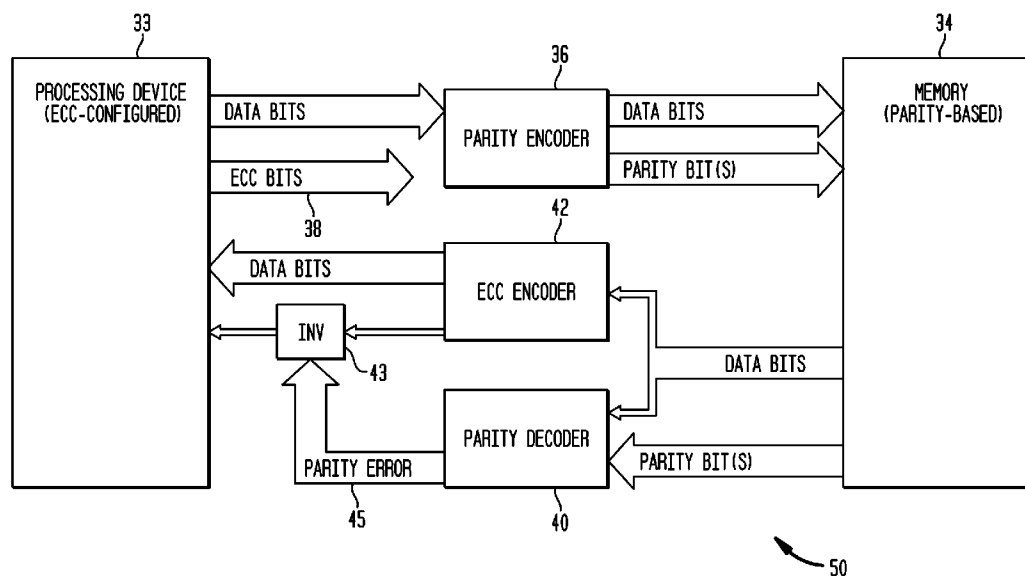 33
36
34
PROCESSING DEVICE
(ECC-CONFIGURED)
DATA BITS
PARITY ENCODER
DATA BITS
MEMORY
(PARITY-BASED)
ECC BITS
PARITY BIT(S)
38
42
DATA BITS
ECC ENCODER
INV
43
DATA BITS
PARITY DECODER
PARITY ERROR
PARITY BIT(S)
45
40
50